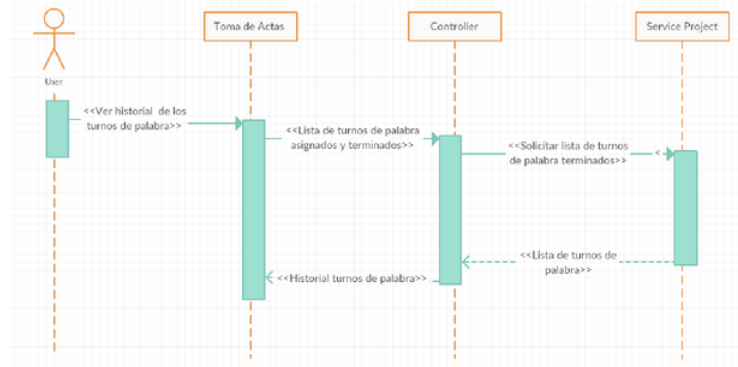 Toma de Actas
Controller
Service Project
User
<<Ver historial de los
turnos de palabra>>
<<Lista de turnos de palabra
asignados y terminados>>
<<Solicitar lista de turnos
de palabra terminados>>
<
<<Lista de turnos de
palabra>>
<<Historial turnos de palabra>>